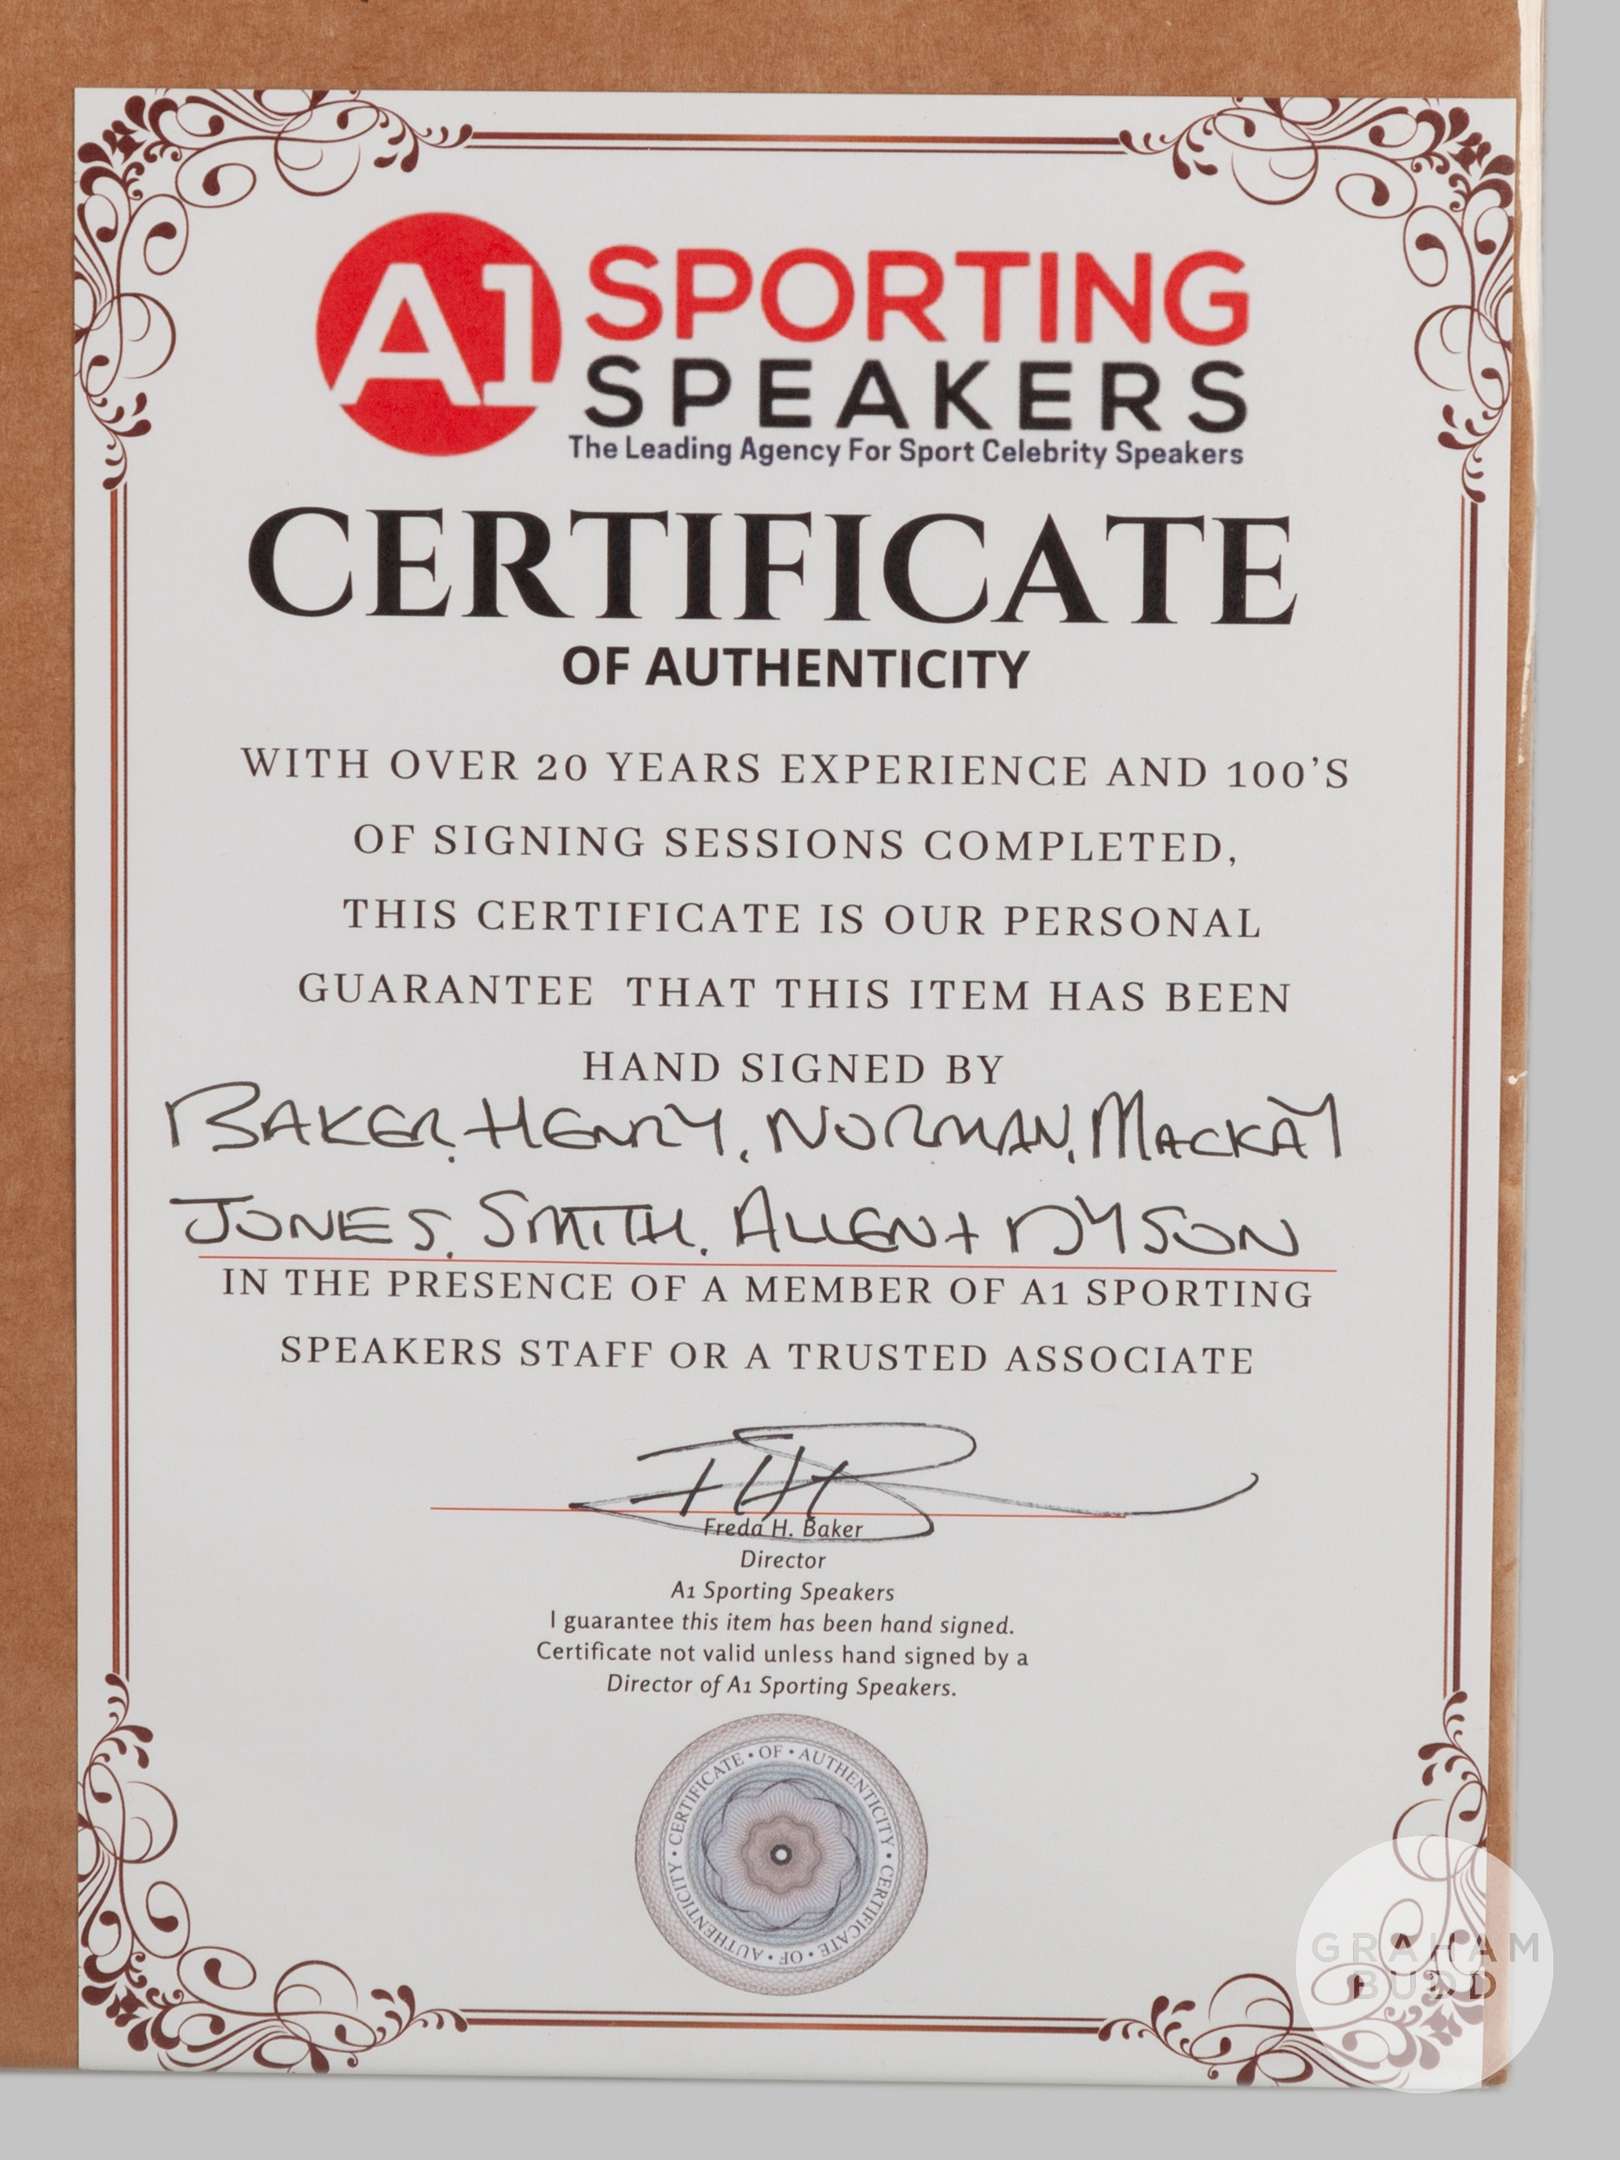 A1 SPORTING
SPEAKERS
The Leading Agency For Sport Celebrity Speakers
CERTIFICATE
OF AUTHENTICITY
WITH OVER 20 YEARS EXPERIENCE AND 100'S
OF SIGNING SESSIONS COMPLETED,
THIS CERTIFICATE IS OUR PERSONAL
GUARANTEE THAT THIS ITEM HAS BEEN
HAND SIGNED BY
BAKER, HENRY, NORMAN, MACKAY
JONES, SMITH, ALLEN + DYSON
IN THE PRESENCE OF A MEMBER OF A1 SPORTING
SPEAKERS STAFF OR A TRUSTED ASSOCIATE
FHB
Freda H. Baker
Director
A1 Sporting Speakers
I guarantee this item has been hand signed.
Certificate not valid unless hand signed by a
Director of A1 Sporting Speakers.
CERTIFICATE • OF • AUTHENTICITY • CERTIFICATE • OF • AUTHENTICITY •
GRAHAM
BUDD